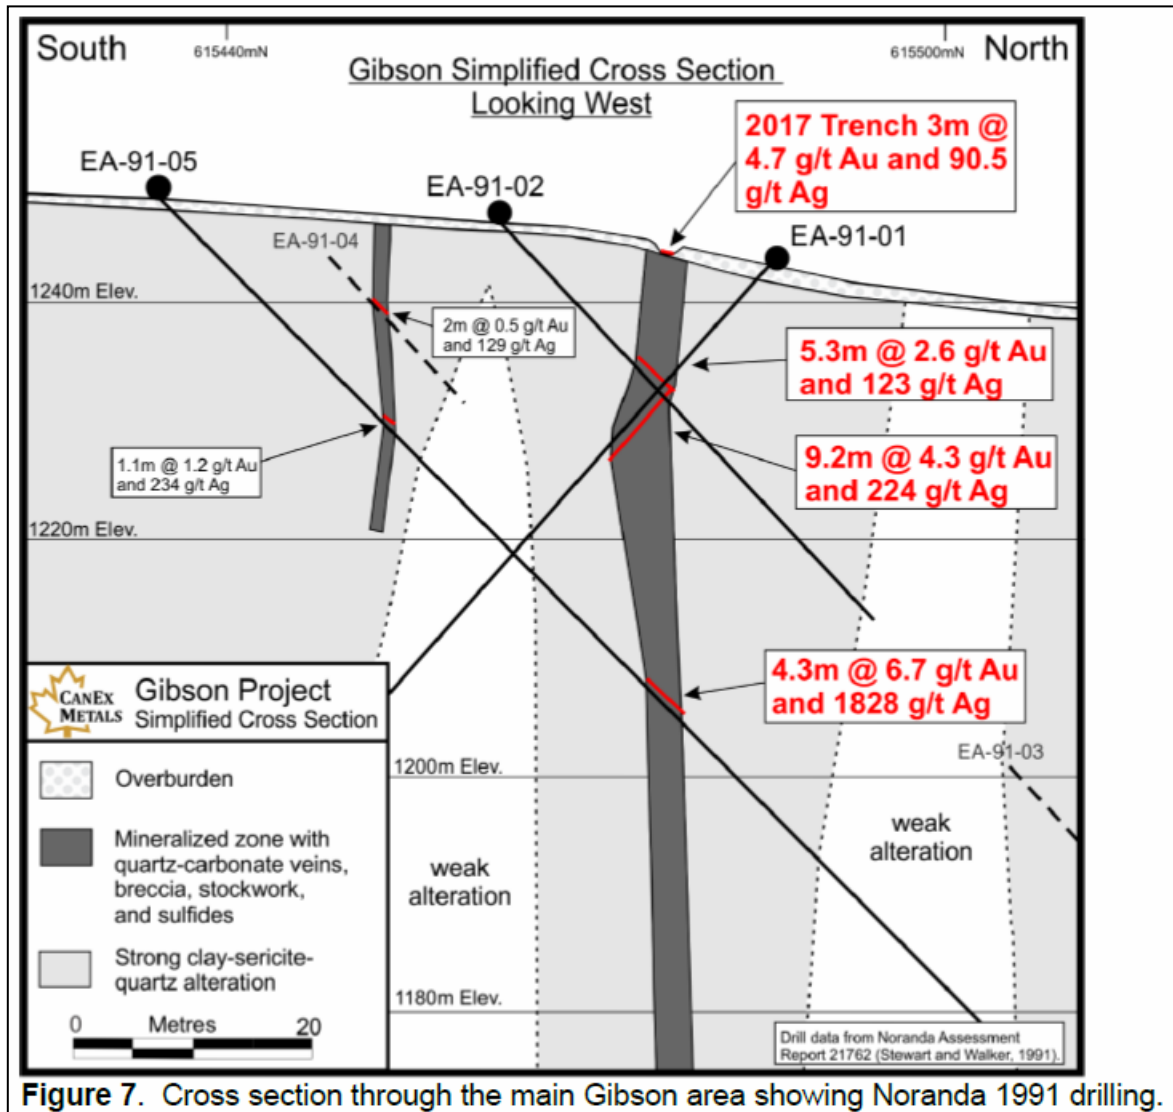 South
615440mN
615500mN
North
Gibson Simplified Cross Section
Looking West
2017 Trench 3m @
4.7 g/t Au and 90.5
g/t Ag
EA-91-05
EA-91-02
EA-91-01
EA-91-04
1240m Elev.
2m @ 0.5 g/t Au
and 129 g/t Ag
5.3m @ 2.6 g/t Au
and 123 g/t Ag
1.1m @ 1.2 g/t Au
and 234 g/t Ag
9.2m @ 4.3 g/t Au
and 224 g/t Ag
1220m Elev.
4.3m @ 6.7 g/t Au
and 1828 g/t Ag
CANEX
METALS
Gibson Project
Simplified Cross Section
EA-91-03
1200m Elev.
Overburden
Mineralized zone with
quartz-carbonate veins,
breccia, stockwork,
and sulfides
weak
alteration
weak
alteration
Strong clay-sericite-
quartz alteration
1180m Elev.
0 Metres 20
Drill data from Noranda Assessment
Report 21762 (Stewart and Walker, 1991).
Figure 7. Cross section through the main Gibson area showing Noranda 1991 drilling.